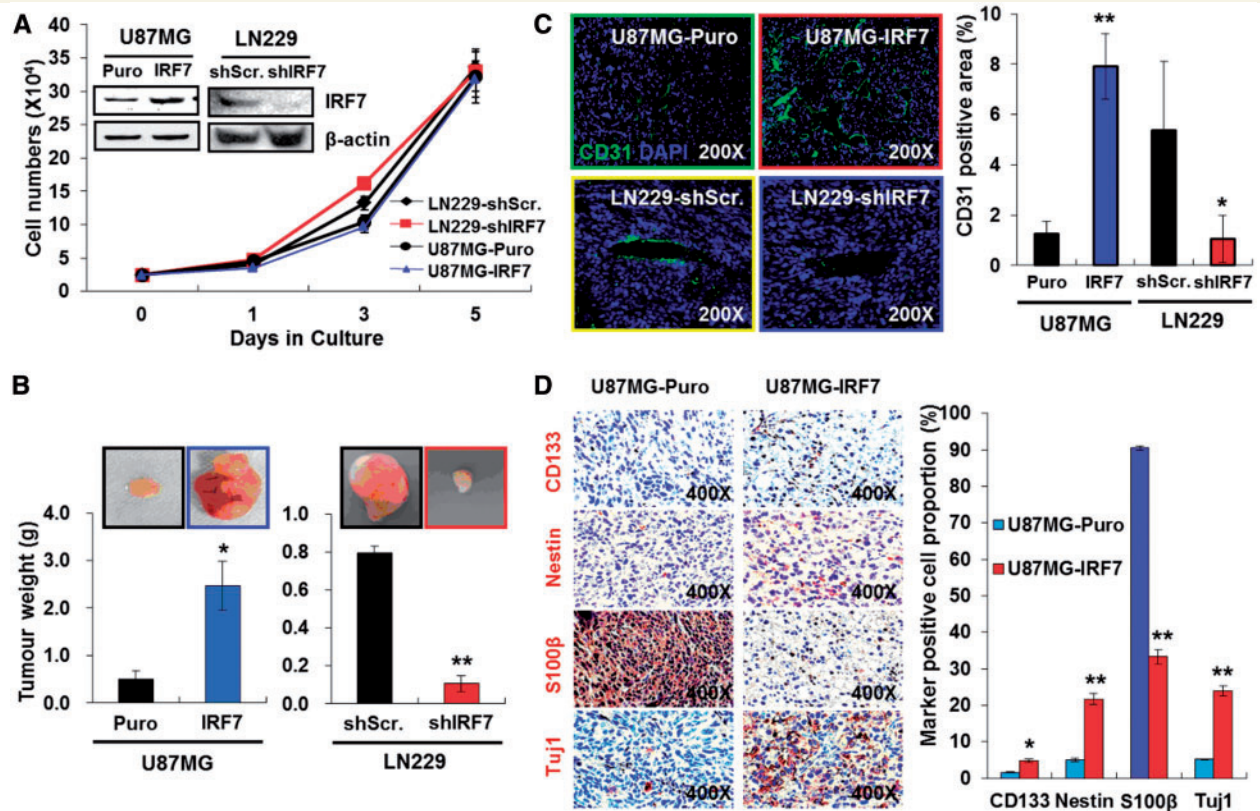 A
U87MG
LN229
Puro IRF7
shScr. shIRF7
IRF7
β-actin
Cell numbers (X10⁴)
40
35
30
25
20
15
10
5
0
LN229-shScr.
LN229-shIRF7
U87MG-Puro
U87MG-IRF7
0 1 3 5
Days in Culture
B
Tumour weight (g)
4.0
3.0
2.0
1.0
0.0
*
Puro IRF7
U87MG
1.0
0.8
0.6
0.4
0.2
0.0
**
shScr. shIRF7
LN229
C
U87MG-Puro
CD31 DAPI 200X
U87MG-IRF7
200X
LN229-shScr.
200X
LN229-shIRF7
200X
CD31 positive area (%)
10
8
6
4
2
0
**
*
Puro IRF7 shScr. shIRF7
U87MG LN229
D
U87MG-Puro U87MG-IRF7
CD133
400X 400X
Nestin
400X 400X
S100β
400X 400X
Tuj1
400X 400X
Marker positive cell proportion (%)
100
90
80
70
60
50
40
30
20
10
0
U87MG-Puro
U87MG-IRF7
*
**
**
**
CD133 Nestin S100β Tuj1